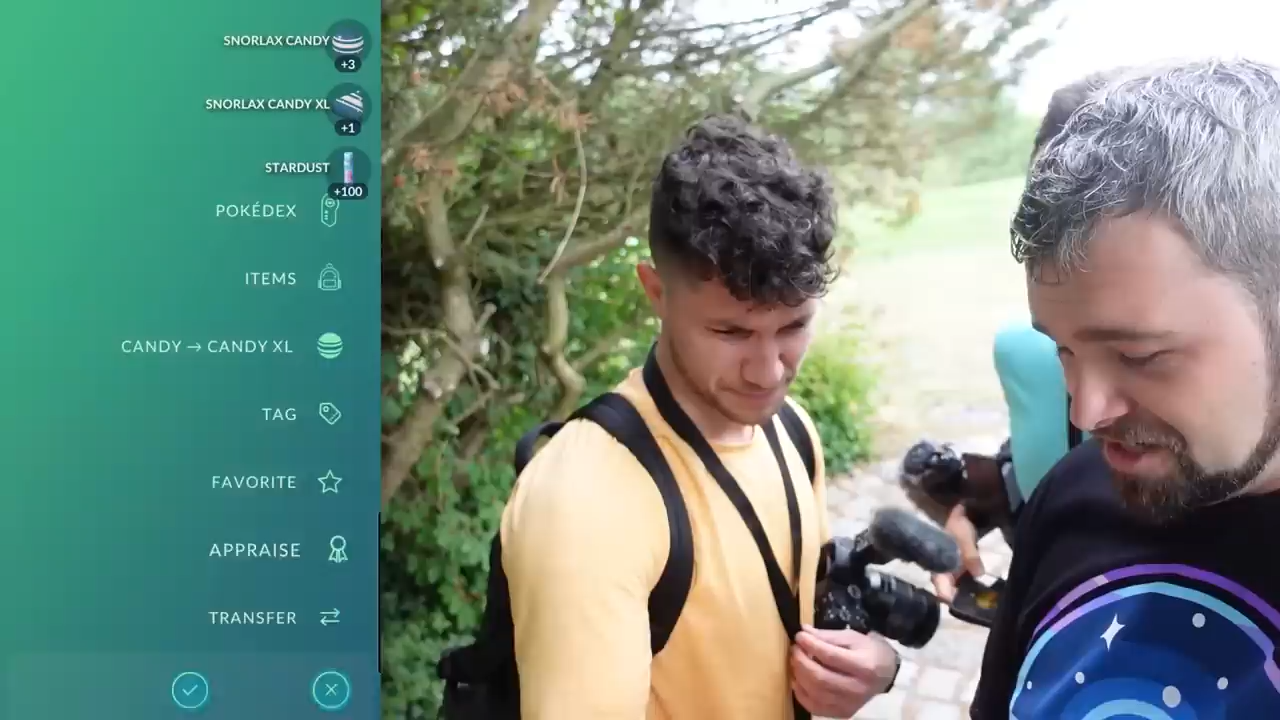 SNORLAX CANDY
+3
SNORLAX CANDY XL
+1
STARDUST
+100
POKÉDEX
ITEMS
CANDY → CANDY XL
TAG
FAVORITE
APPRAISE
TRANSFER